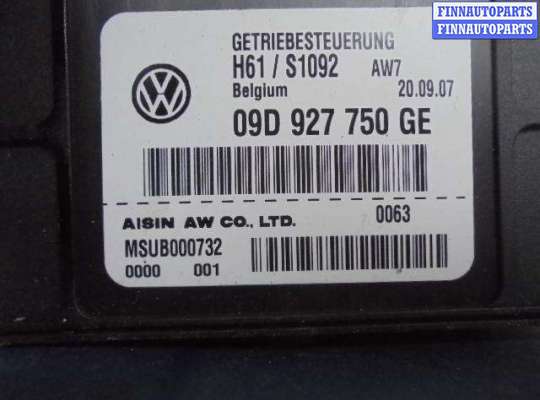 FINNAUTOPARTS
FINNAUTOPARTS
GETRIEBESTEUERUNG
H61 / S1092 AW7
Belgium 20.09.07
09D 927 750 GE
AISIN AW CO., LTD. 0063
MSUB000732
0000 001